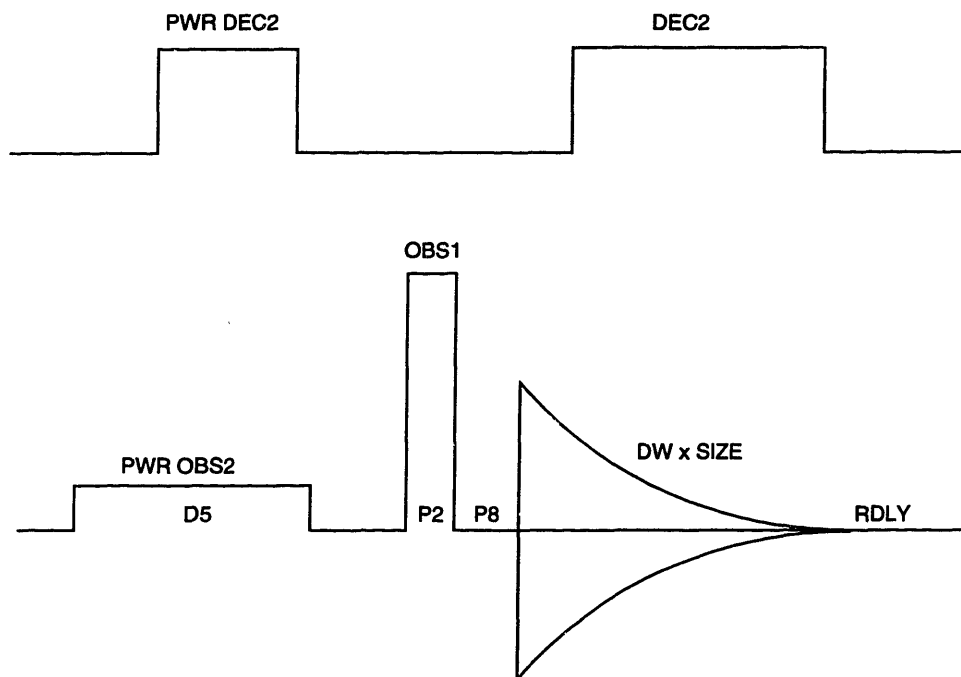 PWR DEC2
DEC2
OBS1
PWR OBS2
D5
P2
P8
DW x SIZE
RDLY